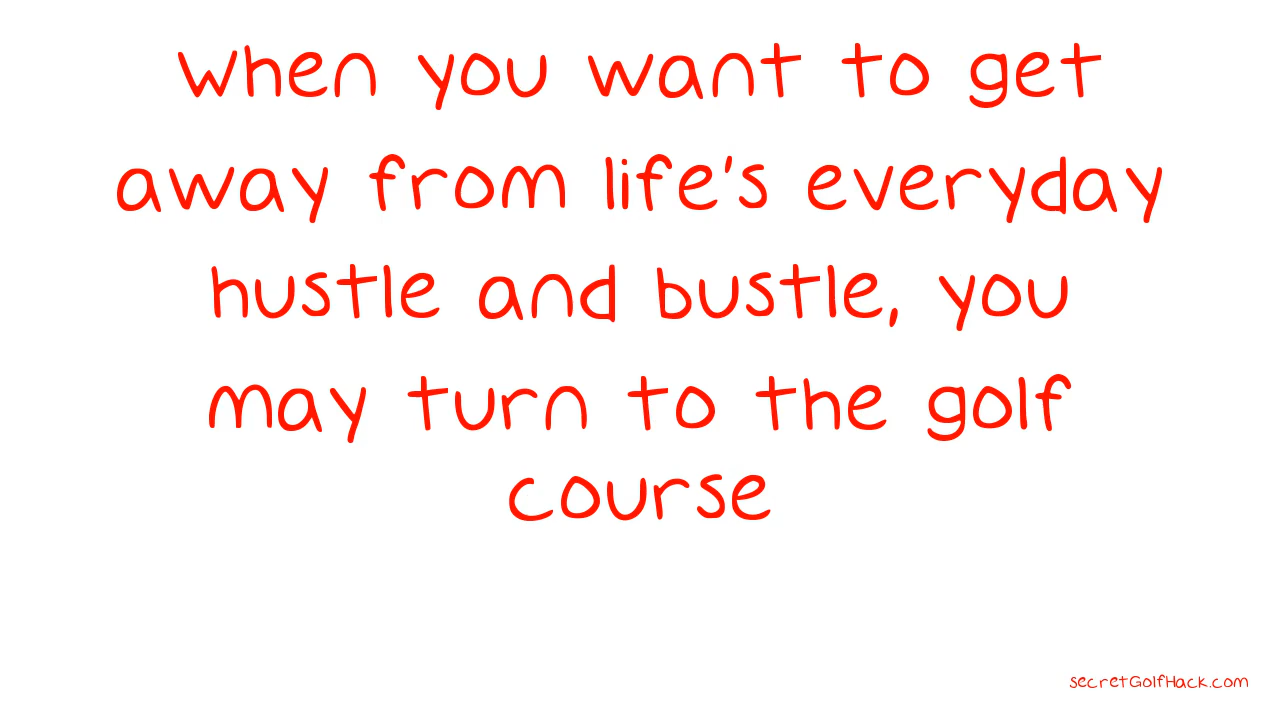 When you want to get
away from life's everyday
hustle and bustle, you
may turn to the golf
course
secretGolfHack.com